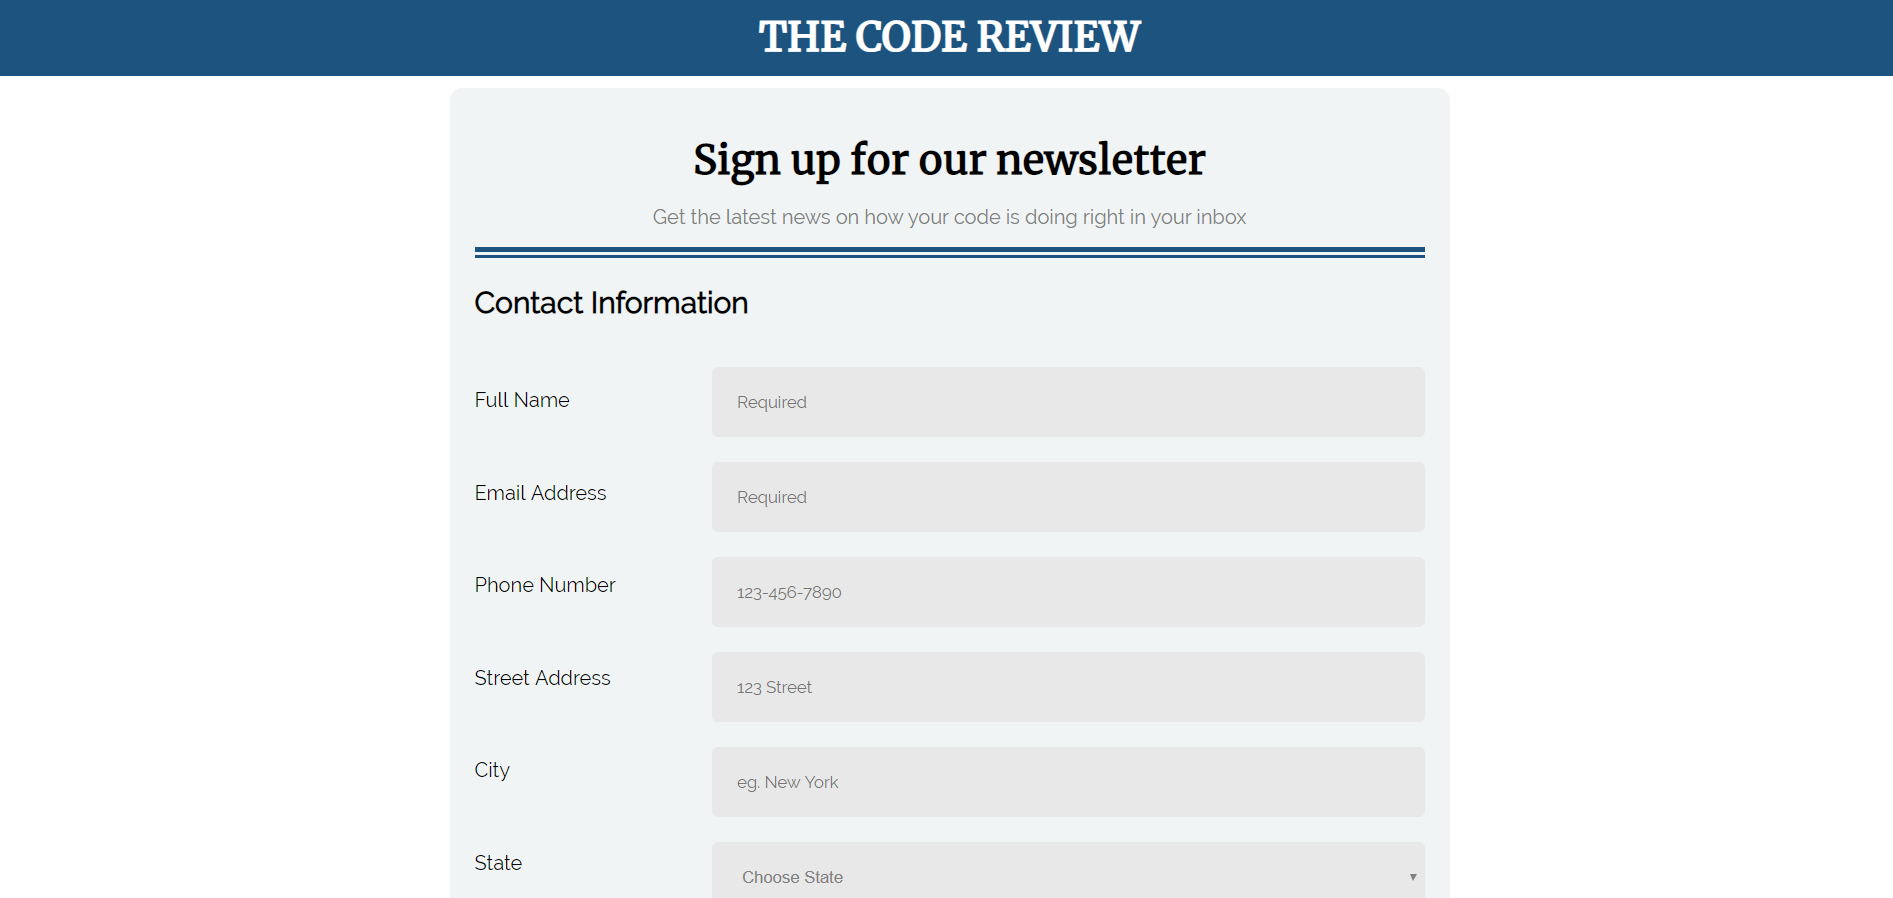 THE CODE REVIEW
Sign up for our newsletter
Get the latest news on how your code is doing right in your inbox
Contact Information
Full Name
Required
Email Address
Required
Phone Number
123-456-7890
Street Address
123 Street
City
eg. New York
State
Choose State